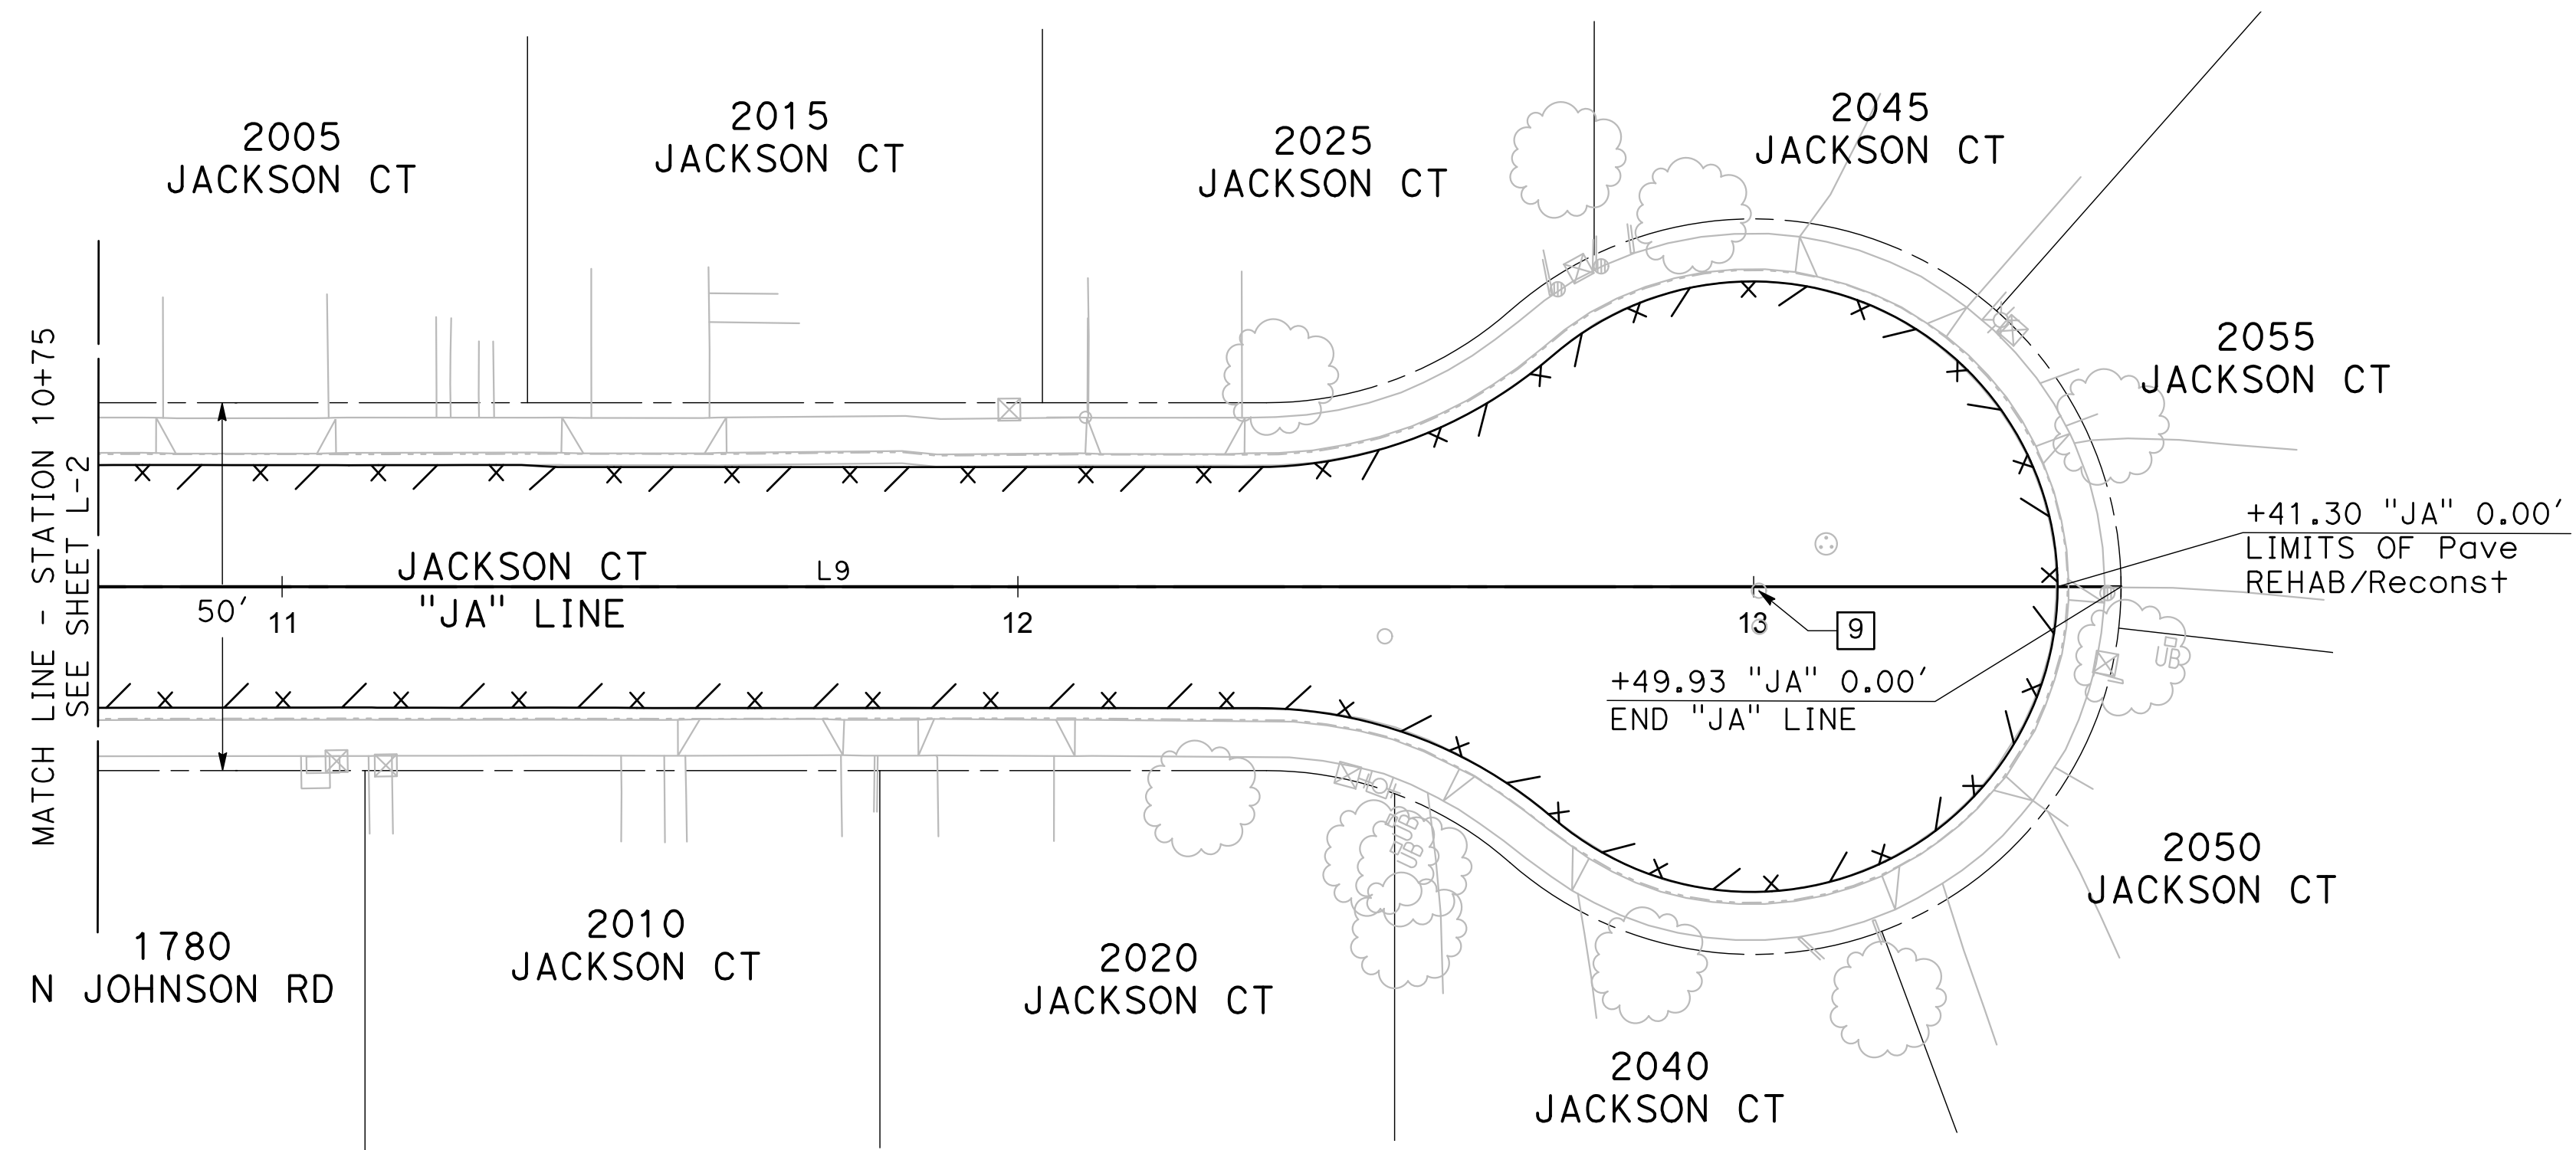 2005
JACKSON CT
2015
JACKSON CT
2025
JACKSON CT
2045
JACKSON CT
2055
JACKSON CT
MATCH LINE - STATION 10+75
SEE SHEET L-2
50'
JACKSON CT
"JA" LINE
L9
11
12
13
9
+41.30 "JA" 0.00'
LIMITS OF Pave
REHAB/Reconst
+49.93 "JA" 0.00'
END "JA" LINE
UB
UB
UB
1780
N JOHNSON RD
2010
JACKSON CT
2020
JACKSON CT
2040
JACKSON CT
2050
JACKSON CT